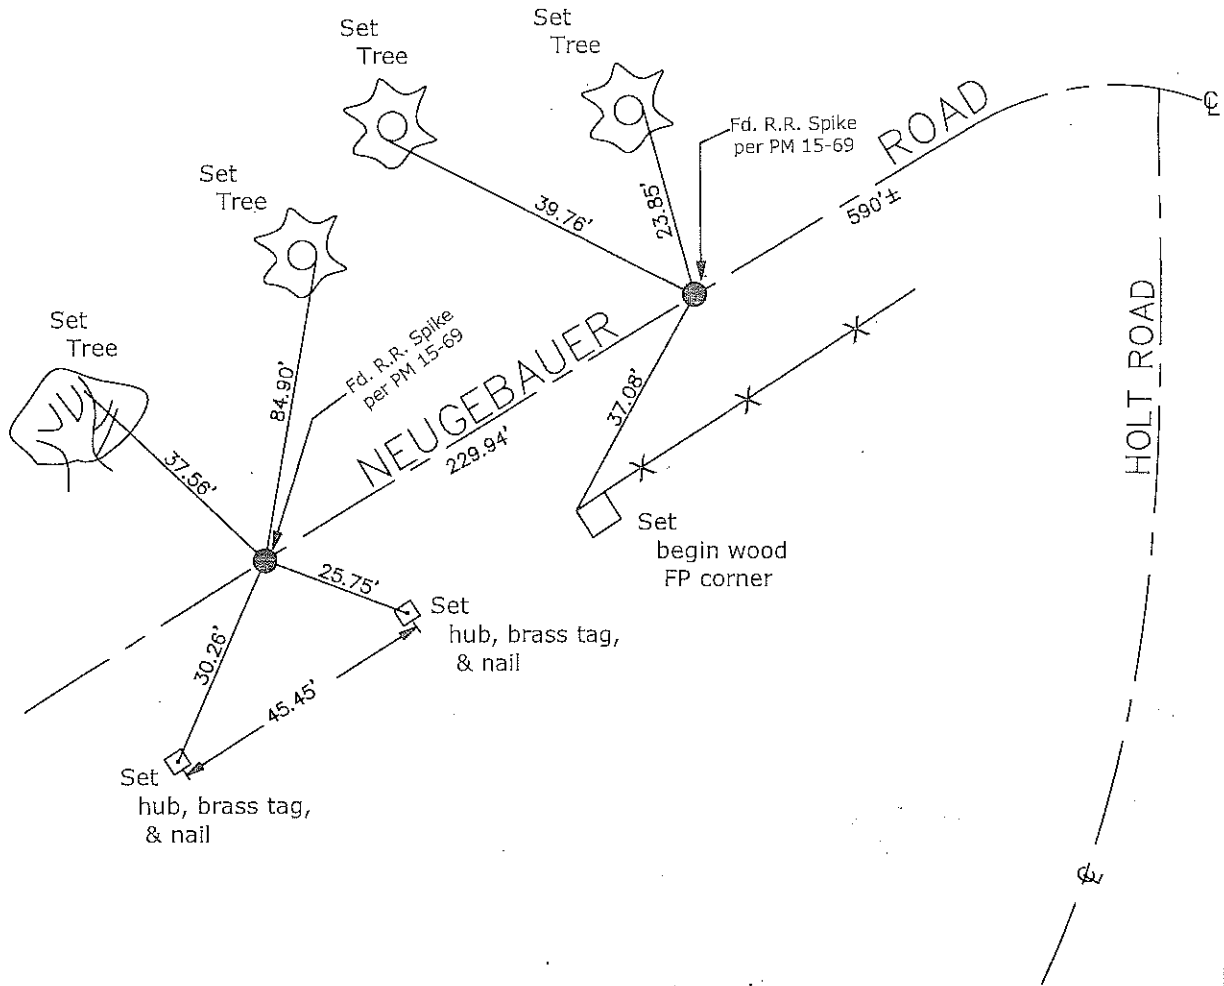 Set
Tree
Set
Tree
Fd. R.R. Spike
per PM 15-69
ROAD
℄
590'±
Set
Tree
39.76'
23.85'
Set
Tree
84.90'
Fd. R.R. Spike
per PM 15-69
NEUGEBAUER
229.94'
37.08'
HOLT ROAD
37.56'
Set
begin wood
FP corner
25.75'
Set
hub, brass tag,
& nail
30.26'
45.45'
Set
hub, brass tag,
& nail
℄